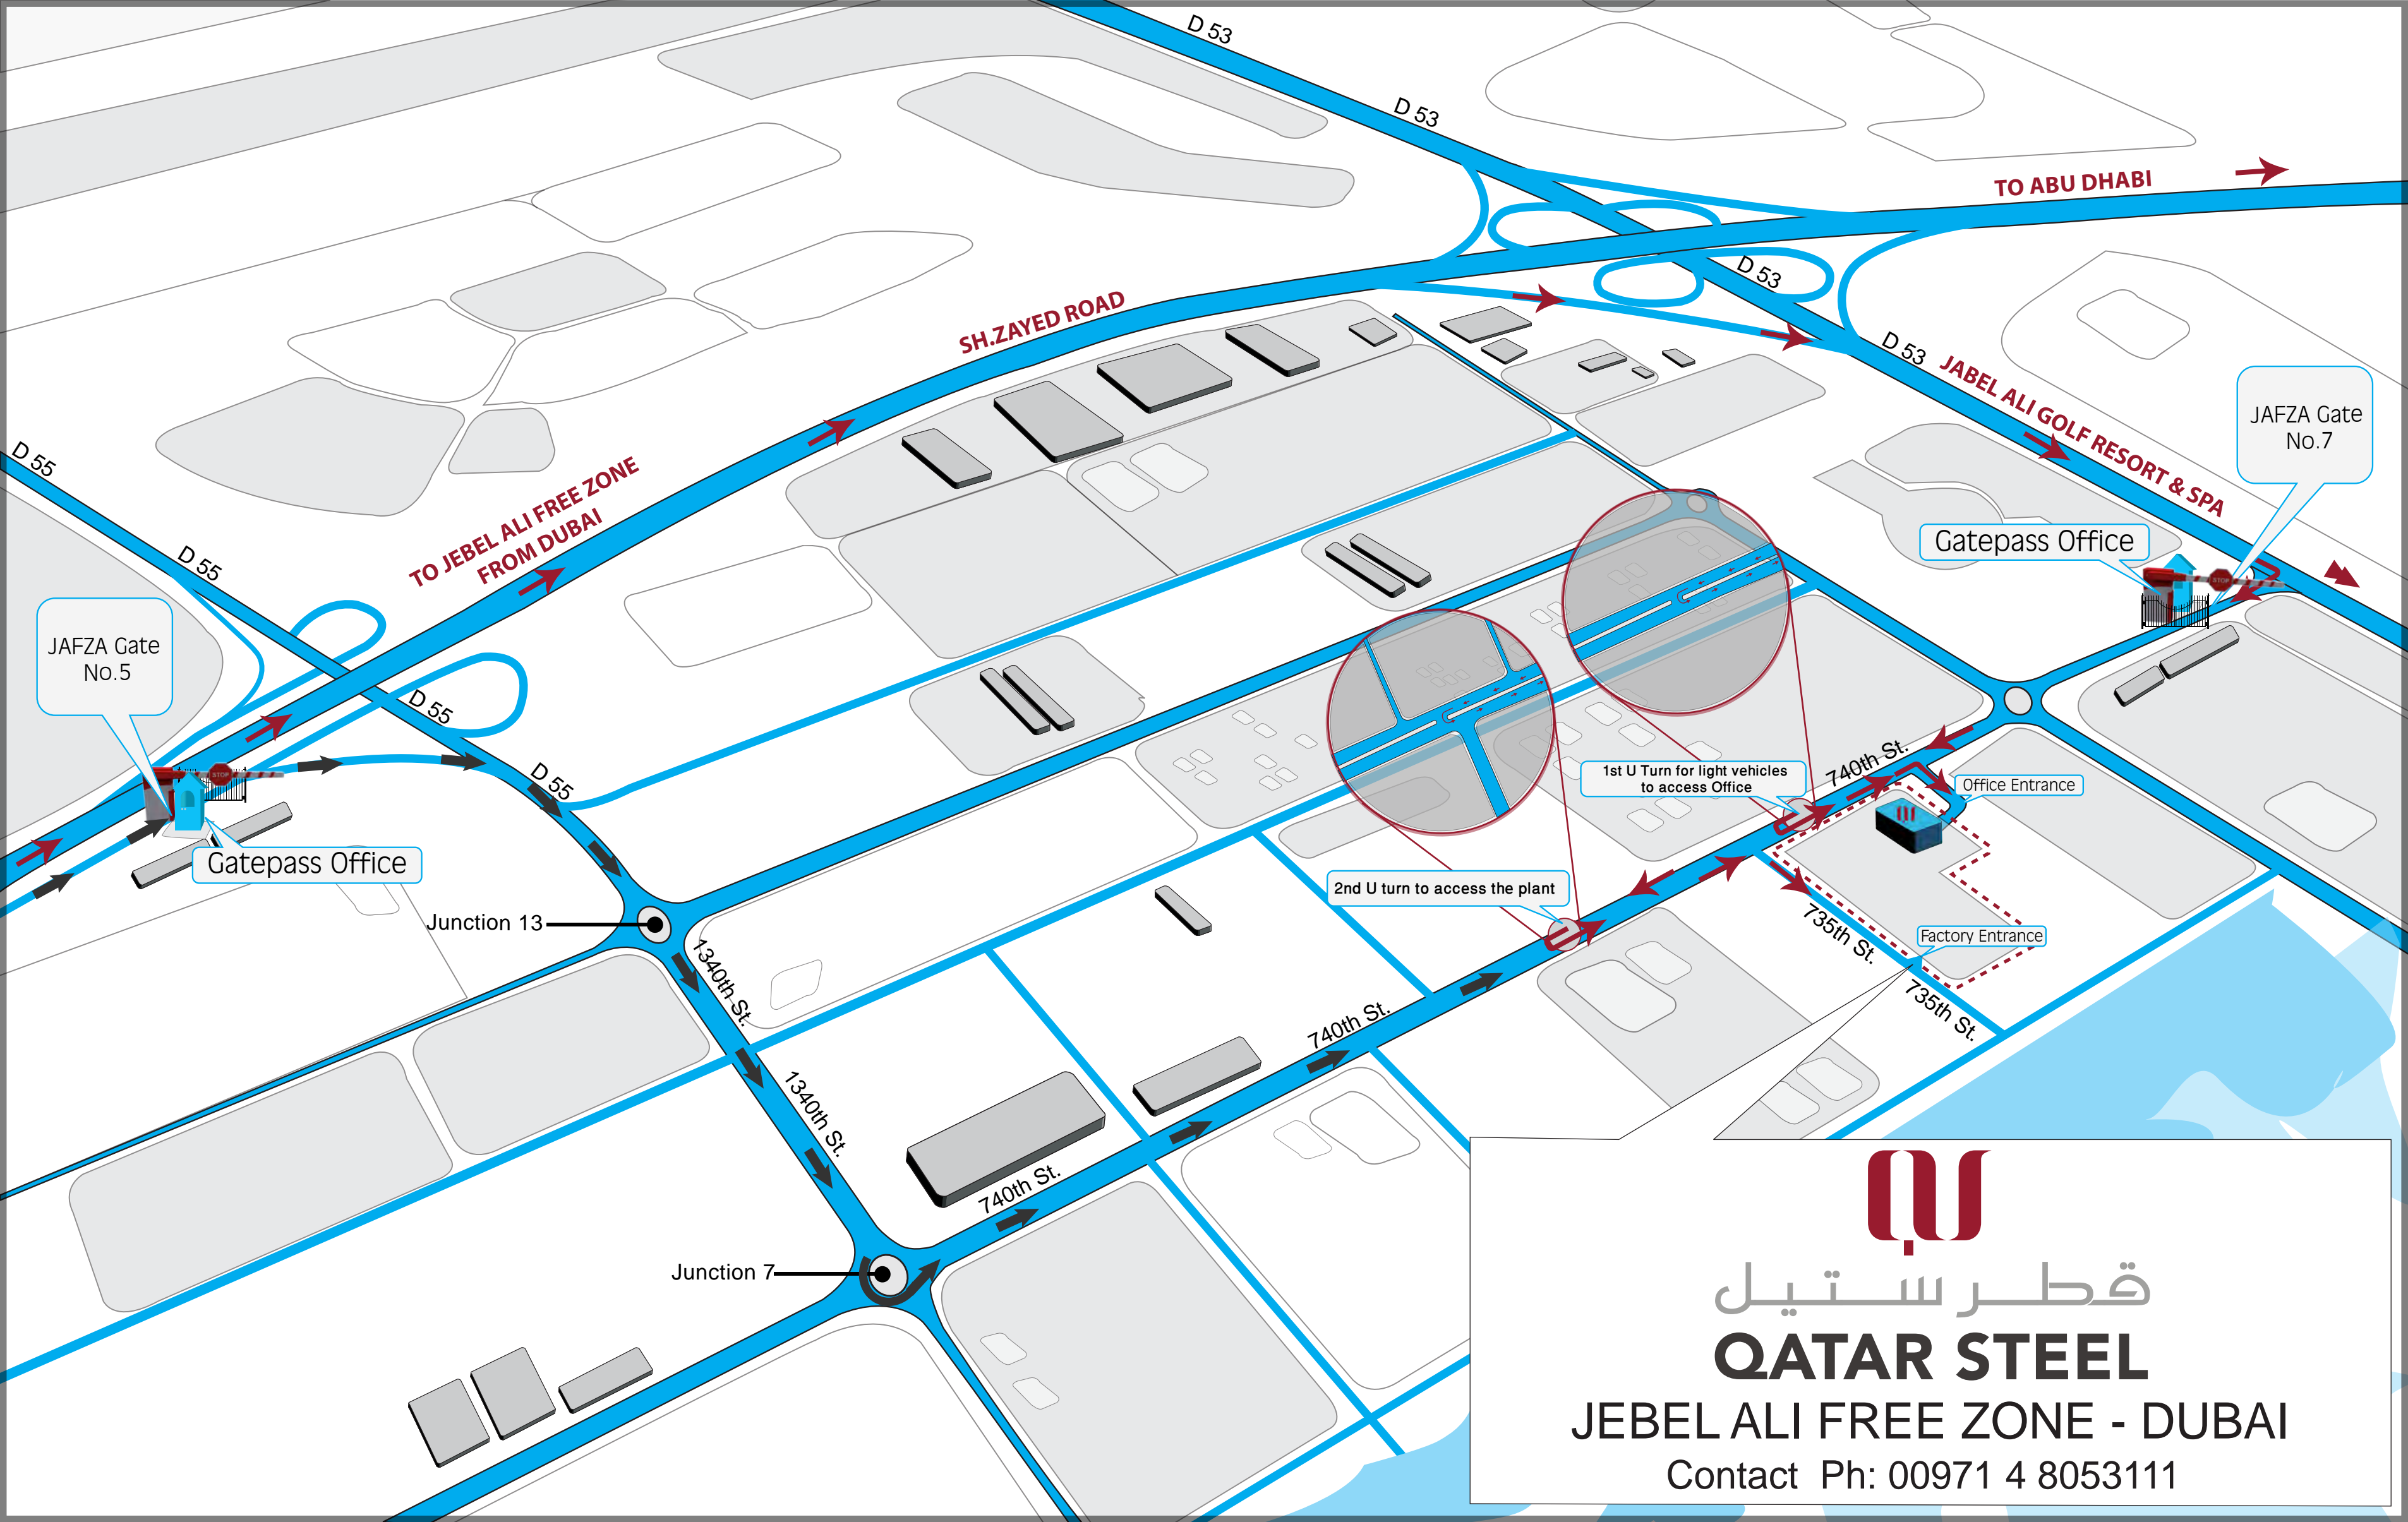 D 53
D 53
TO ABU DHABI
D 53
D 53
SH.ZAYED ROAD
JABEL ALI GOLF RESORT & SPA
JAFZA Gate
No.7
Gatepass Office
STOP
D 55
D 55
TO JEBEL ALI FREE ZONE
FROM DUBAI
JAFZA Gate
No.5
D 55
D 55
STOP
Gatepass Office
740th St.
1st U Turn for light vehicles
to access Office
Office Entrance
2nd U turn to access the plant
735th St.
Factory Entrance
735th St.
Junction 13
1340th St.
1340th St.
740th St.
740th St.
Junction 7
قطر ستيل
QATAR STEEL
JEBEL ALI FREE ZONE - DUBAI
Contact Ph: 00971 4 8053111